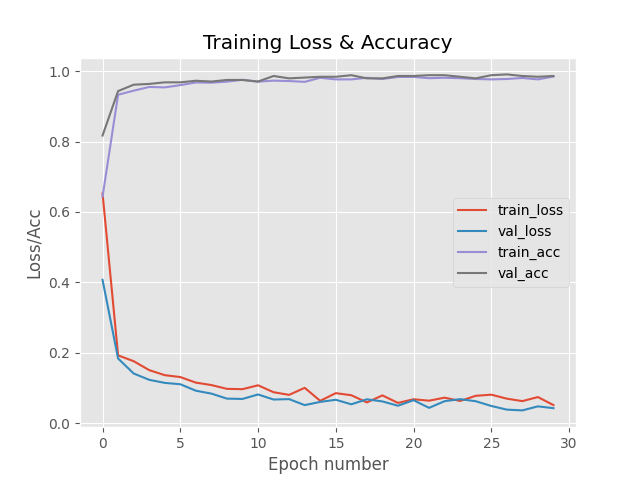 Training Loss & Accuracy
1.0
0.8
0.6
0.4
0.2
0.0
Loss/Acc
train_loss
val_loss
train_acc
val_acc
0 5 10 15 20 25 30
Epoch number